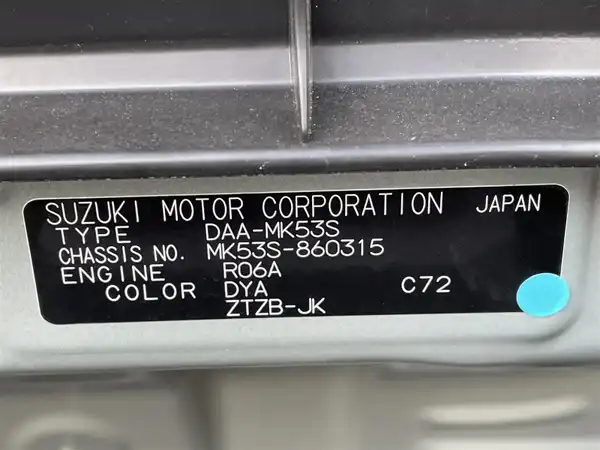 SUZUKI MOTOR CORPORATION JAPAN
TYPE DAA-MK53S
CHASSIS NO. MK53S-860315
ENGINE R06A
COLOR DYA C72
ZTZB-JK